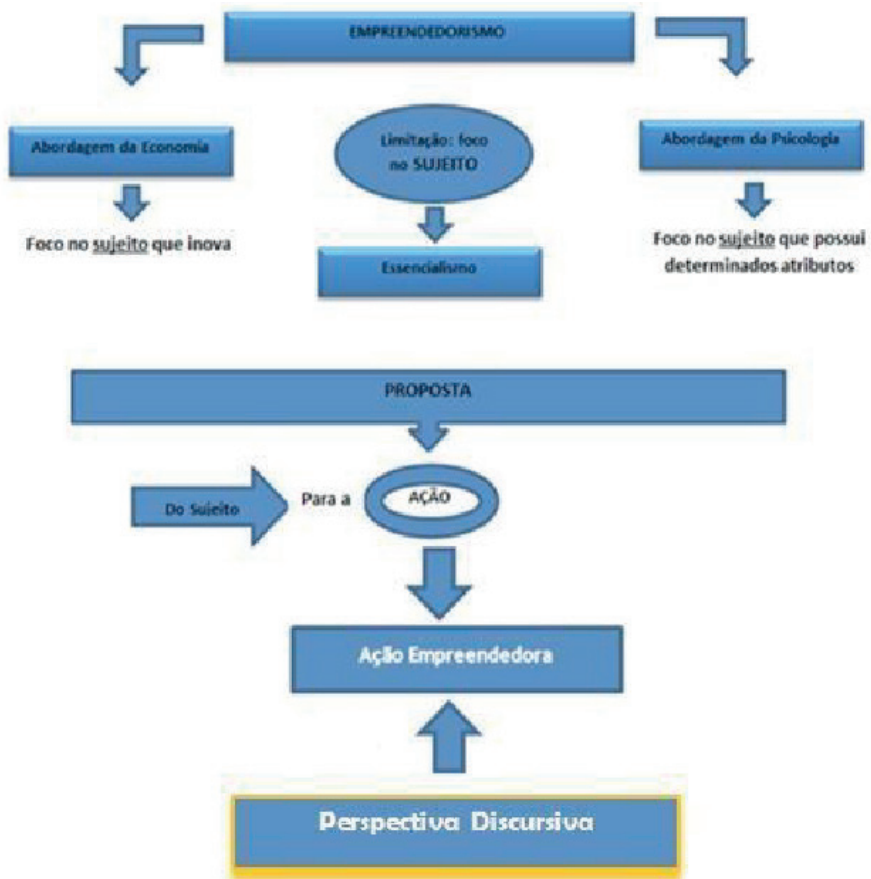 EMPREENDEDORISMO
Abordagem da Economia
Foco no sujeito que inova
Limitação: foco
no SUJEITO
Essencialismo
Abordagem da Psicologia
Foco no sujeito que possui
determinados atributos
PROPOSTA
Do Sujeito
Para a
AÇÃO
Ação Empreendedora
Perspectiva Discursiva